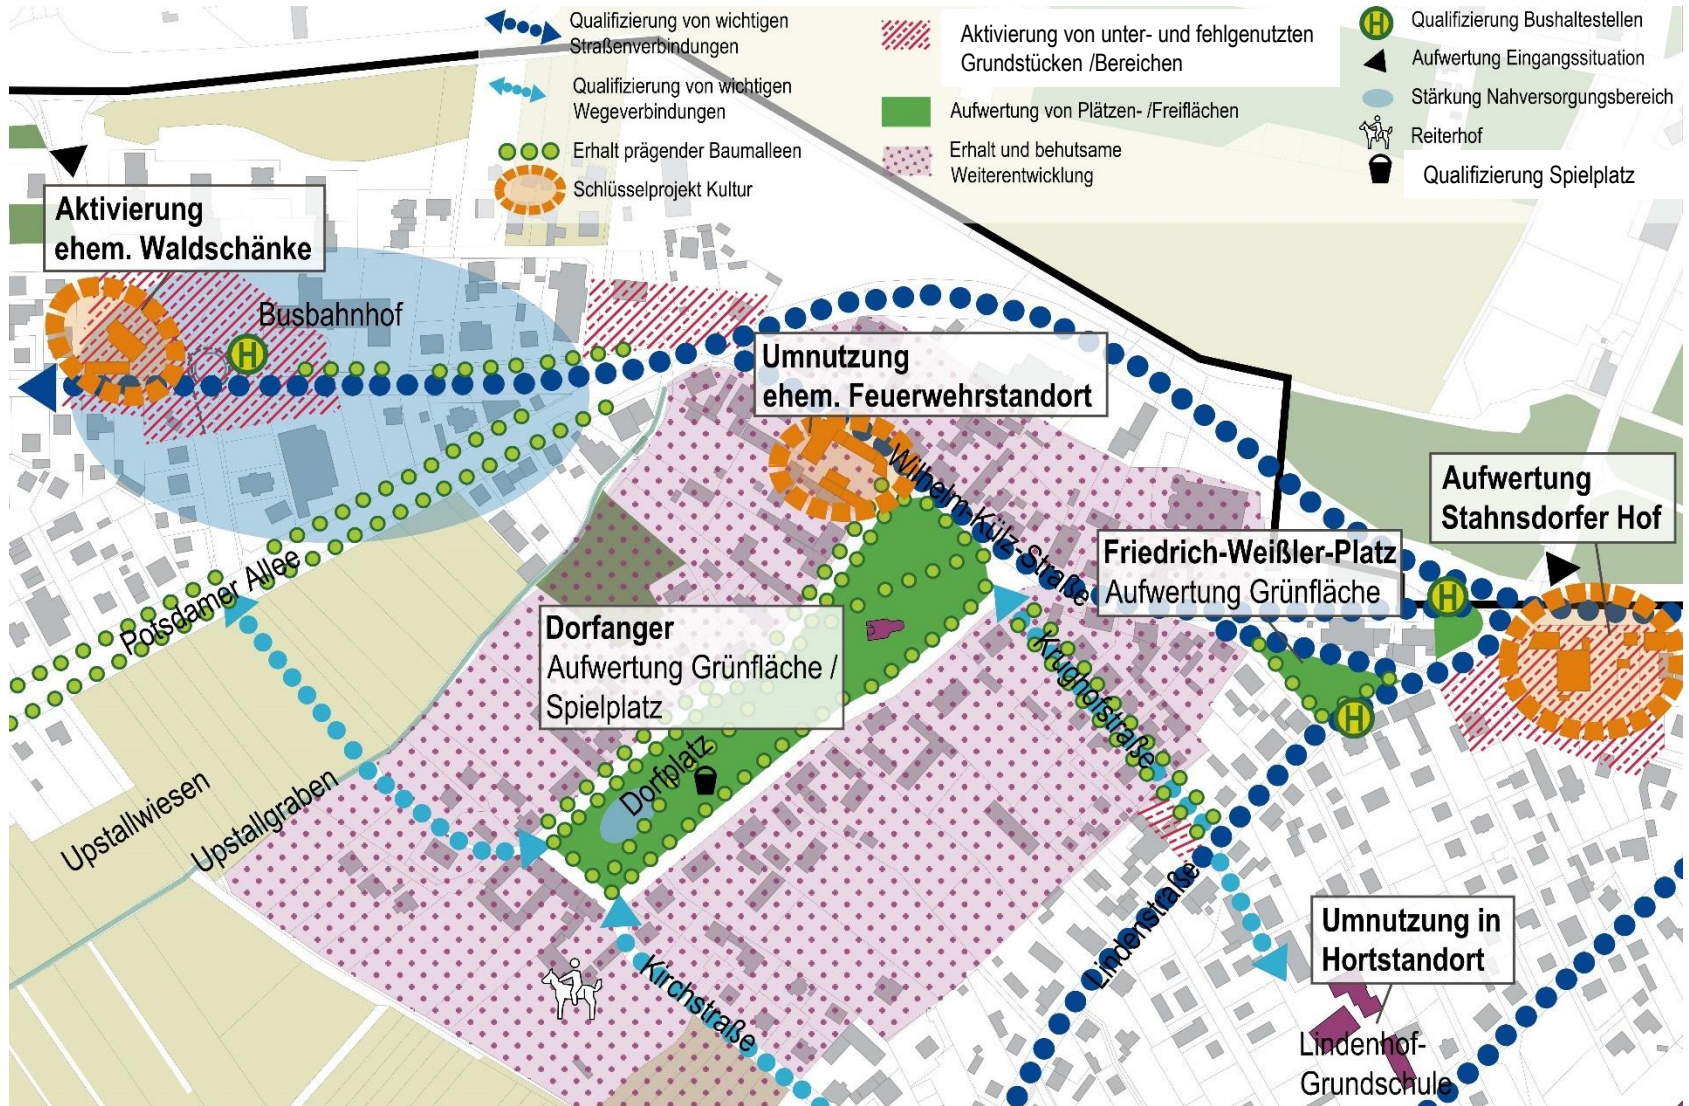 Qualifizierung von wichtigen
Straßenverbindungen
Qualifizierung von wichtigen
Wegeverbindungen
Erhalt prägender Baumalleen
Schlüsselprojekt Kultur
Aktivierung von unter- und fehlgenutzten
Grundstücken /Bereichen
Aufwertung von Plätzen- /Freiflächen
Erhalt und behutsame
Weiterentwicklung
H Qualifizierung Bushaltestellen
Aufwertung Eingangssituation
Stärkung Nahversorgungsbereich
Reiterhof
Qualifizierung Spielplatz
Aktivierung
ehem. Waldschänke
Busbahnhof
H
Umnutzung
ehem. Feuerwehrstandort
Wilhelm-Külz-Straße
Aufwertung
Stahnsdorfer Hof
Friedrich-Weißler-Platz
Aufwertung Grünfläche
H
H
Potsdamer Allee
Dorfanger
Aufwertung Grünfläche /
Spielplatz
Krughofstraße
Dorfplatz
Upstallwiesen
Upstallgraben
Kirchstraße
Lindenstraße
Umnutzung in
Hortstandort
Lindenhof-
Grundschule